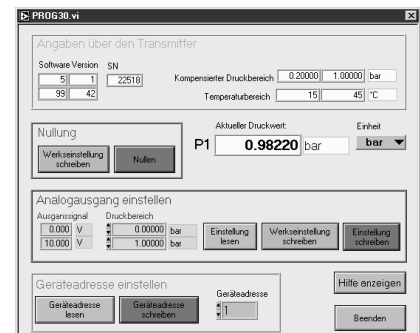 PROG30.vi
Angaben über den Transmitter
Software Version SN
5 1 22518
99 42
Kompensierter Druckbereich 0.20000 1.00000 bar
Temperaturbereich 15 45 °C
Nullung
Werkseinstellung schreiben
Nullen
Aktueller Druckwert:
P1 0.98220 bar
Einheit
bar
Analogausgang einstellen
Ausganssignal Druckbereich
0.000 V 0.00000 bar
10.000 V 1.00000 bar
Einstellung lesen
Werkseinstellung schreiben
Einstellung schreiben
Geräteadresse einstellen
Geräteadresse lesen
Geräteadresse schreiben
Geräteadresse
1
Hilfe anzeigen
Beenden